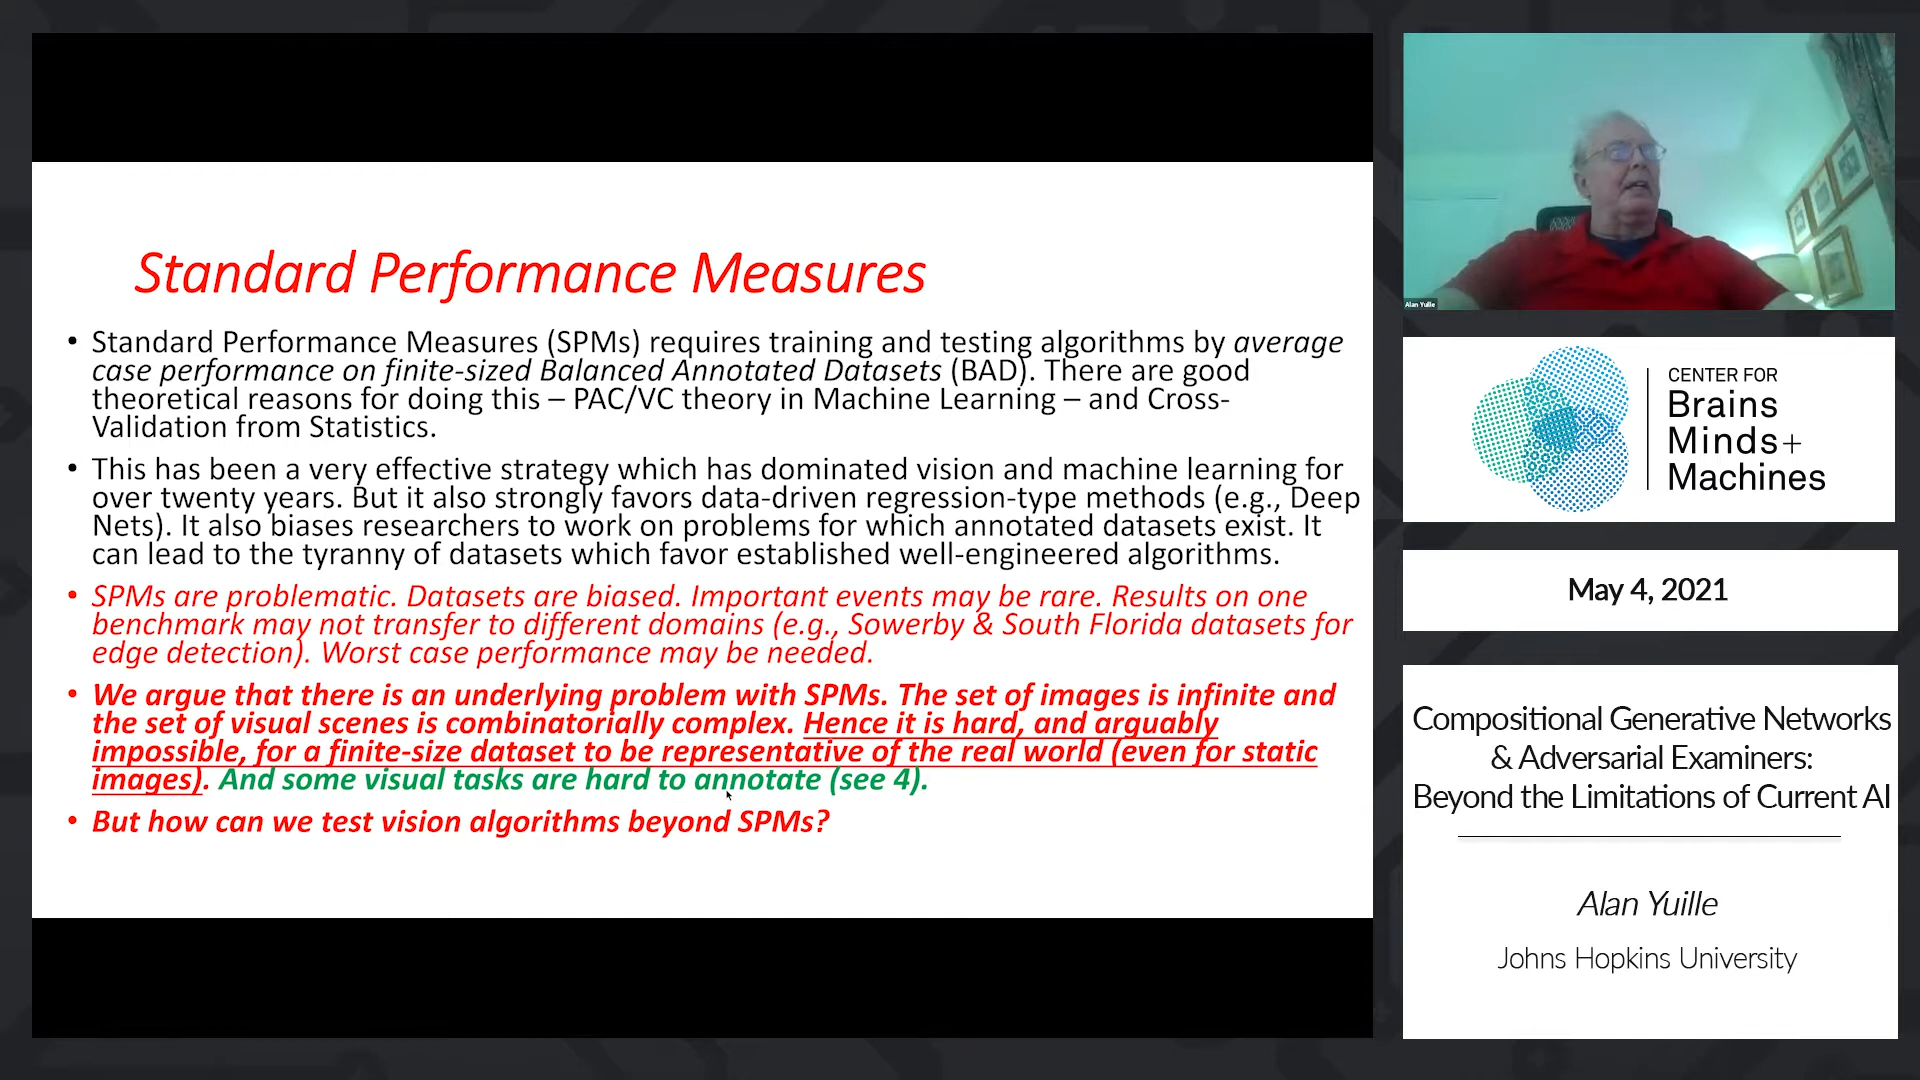 Standard Performance Measures
• Standard Performance Measures (SPMs) requires training and testing algorithms by average
case performance on finite-sized Balanced Annotated Datasets (BAD). There are good
theoretical reasons for doing this – PAC/VC theory in Machine Learning – and Cross-
Validation from Statistics.
• This has been a very effective strategy which has dominated vision and machine learning for
over twenty years. But it also strongly favors data-driven regression-type methods (e.g., Deep
Nets). It also biases researchers to work on problems for which annotated datasets exist. It
can lead to the tyranny of datasets which favor established well-engineered algorithms.
• SPMs are problematic. Datasets are biased. Important events may be rare. Results on one
benchmark may not transfer to different domains (e.g., Sowerby & South Florida datasets for
edge detection). Worst case performance may be needed.
• We argue that there is an underlying problem with SPMs. The set of images is infinite and
the set of visual scenes is combinatorially complex. Hence it is hard, and arguably
impossible, for a finite-size dataset to be representative of the real world (even for static
images). And some visual tasks are hard to annotate (see 4).
• But how can we test vision algorithms beyond SPMs?
Alan Yuille
CENTER FOR
Brains
Minds+
Machines
May 4, 2021
Compositional Generative Networks
& Adversarial Examiners:
Beyond the Limitations of Current AI
Alan Yuille
Johns Hopkins University